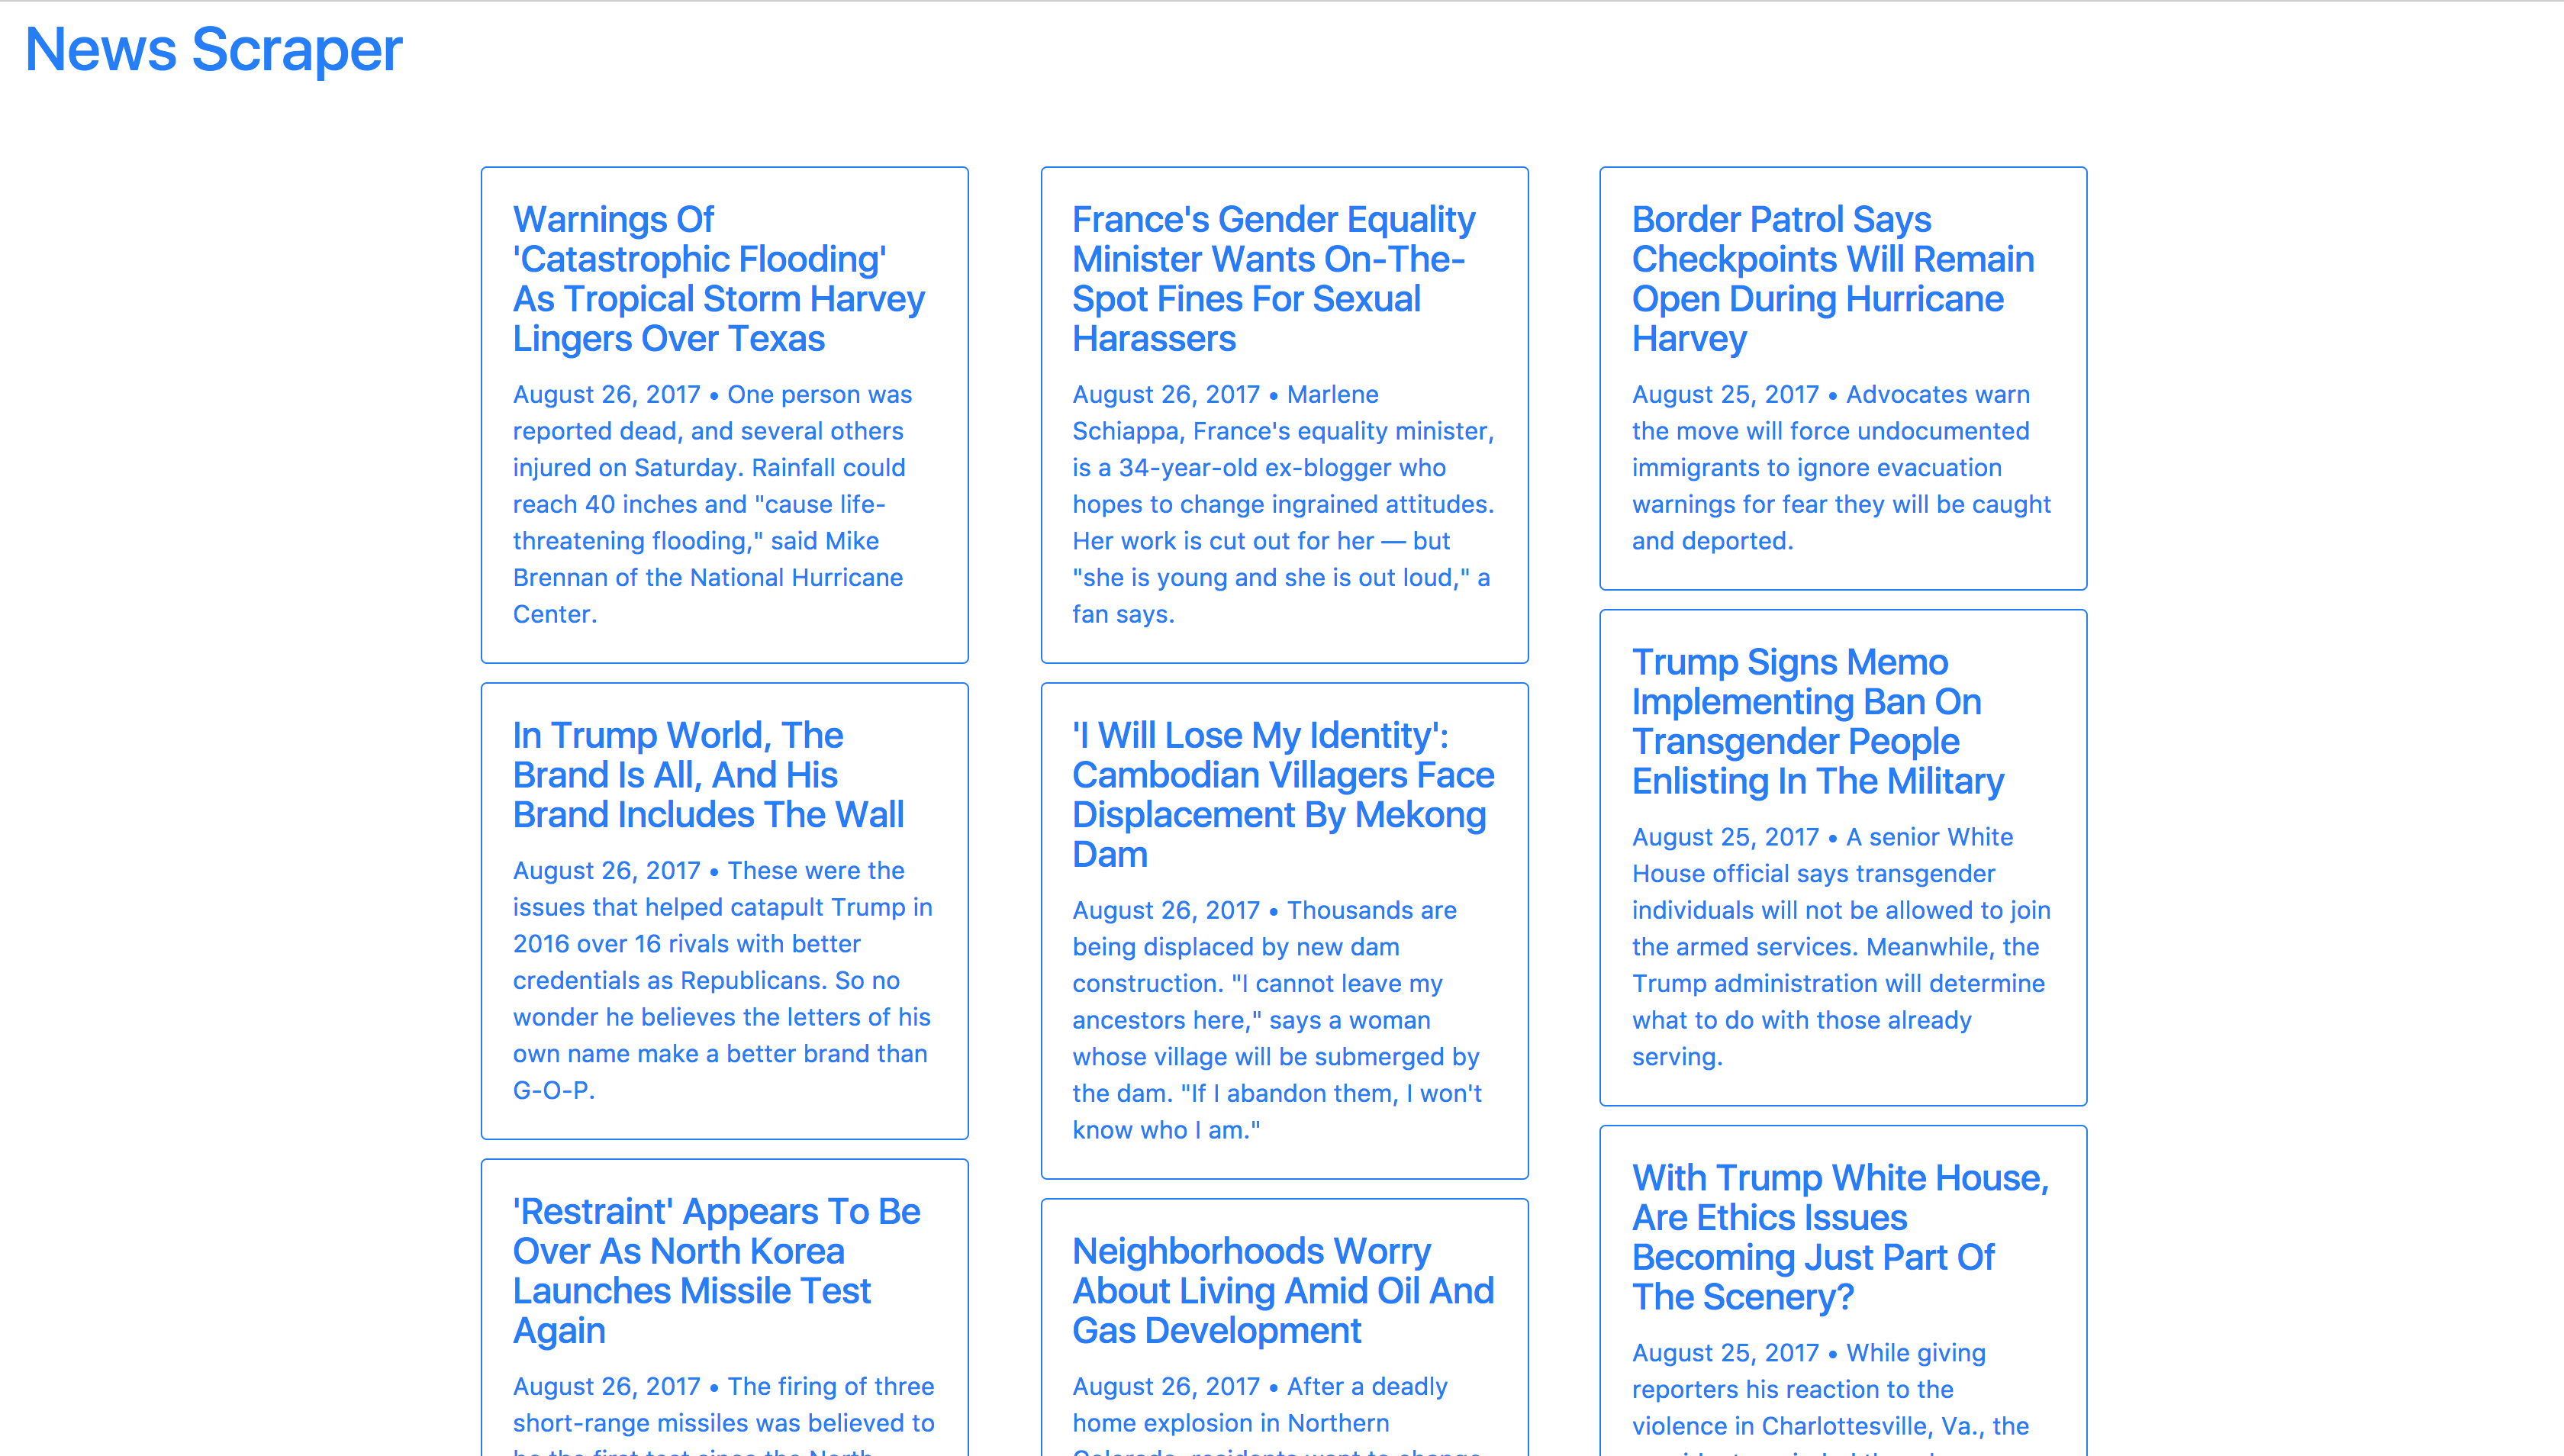 News Scraper
Warnings Of
'Catastrophic Flooding'
As Tropical Storm Harvey
Lingers Over Texas
August 26, 2017 • One person was
reported dead, and several others
injured on Saturday. Rainfall could
reach 40 inches and "cause life-
threatening flooding," said Mike
Brennan of the National Hurricane
Center.
In Trump World, The
Brand Is All, And His
Brand Includes The Wall
August 26, 2017 • These were the
issues that helped catapult Trump in
2016 over 16 rivals with better
credentials as Republicans. So no
wonder he believes the letters of his
own name make a better brand than
G-O-P.
'Restraint' Appears To Be
Over As North Korea
Launches Missile Test
Again
August 26, 2017 • The firing of three
short-range missiles was believed to
be the first test since the North
France's Gender Equality
Minister Wants On-The-
Spot Fines For Sexual
Harassers
August 26, 2017 • Marlene
Schiappa, France's equality minister,
is a 34-year-old ex-blogger who
hopes to change ingrained attitudes.
Her work is cut out for her — but
"she is young and she is out loud," a
fan says.
'I Will Lose My Identity':
Cambodian Villagers Face
Displacement By Mekong
Dam
August 26, 2017 • Thousands are
being displaced by new dam
construction. "I cannot leave my
ancestors here," says a woman
whose village will be submerged by
the dam. "If I abandon them, I won't
know who I am."
Neighborhoods Worry
About Living Amid Oil And
Gas Development
August 26, 2017 • After a deadly
home explosion in Northern
Colorado, residents want to change
Border Patrol Says
Checkpoints Will Remain
Open During Hurricane
Harvey
August 25, 2017 • Advocates warn
the move will force undocumented
immigrants to ignore evacuation
warnings for fear they will be caught
and deported.
Trump Signs Memo
Implementing Ban On
Transgender People
Enlisting In The Military
August 25, 2017 • A senior White
House official says transgender
individuals will not be allowed to join
the armed services. Meanwhile, the
Trump administration will determine
what to do with those already
serving.
With Trump White House,
Are Ethics Issues
Becoming Just Part Of
The Scenery?
August 25, 2017 • While giving
reporters his reaction to the
violence in Charlottesville, Va., the